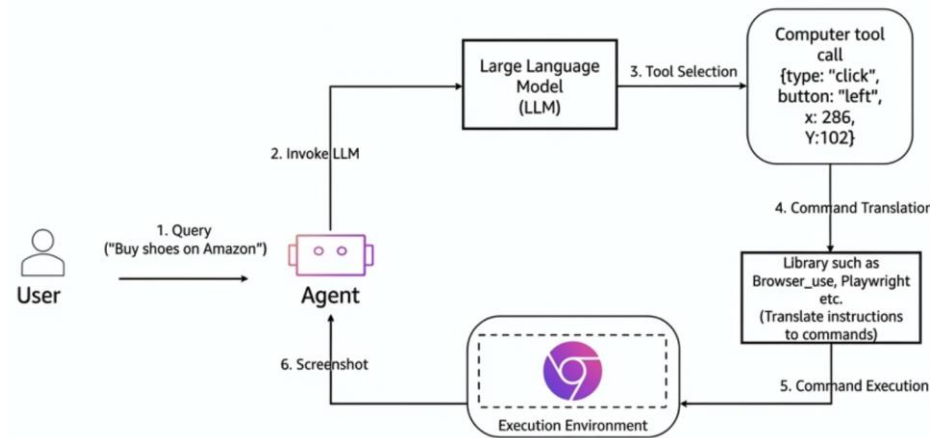 Large Language
Model
(LLM)
3. Tool Selection
Computer tool
call
{type: "click",
button: "left",
x: 286,
Y:102}
2. Invoke LLM
4. Command Translation
1. Query
("Buy shoes on Amazon")
User
Agent
Library such as
Browser_use, Playwright
etc.
(Translate instructions
to commands)
6. Screenshot
5. Command Execution
Execution Environment